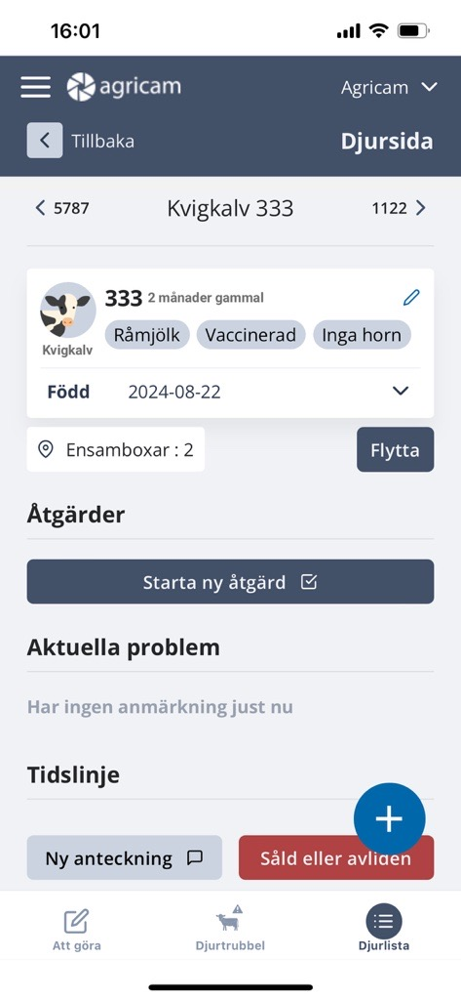 16:01
agricam
Agricam
Tillbaka
Djursida
5787
Kvigkalv 333
1122
333 2 månader gammal
Råmjölk
Vaccinerad
Inga horn
Kvigkalv
Född 2024-08-22
Ensamboxar : 2
Flytta
Åtgärder
Starta ny åtgärd
Aktuella problem
Har ingen anmärkning just nu
Tidslinje
Ny anteckning
Såld eller avliden
Att göra
Djurtrubbel
Djurlista